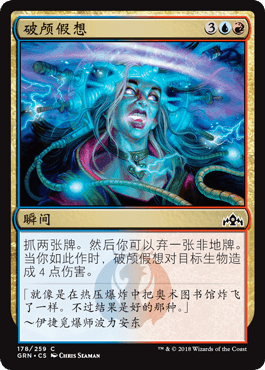 破颅假想 3
瞬间
抓两张牌。然后你可以弃一张非地牌。
当你如此作时，破颅假想对目标生物造
成4点伤害。
「就像是在热压爆炸中把奥术图书馆炸飞
了一样。不过结果是好的那种。」
～伊捷觅爆师波力安东
178/259 C
GRN • CS CHRIS SEAMAN
™ & © 2018 Wizards of the Coast